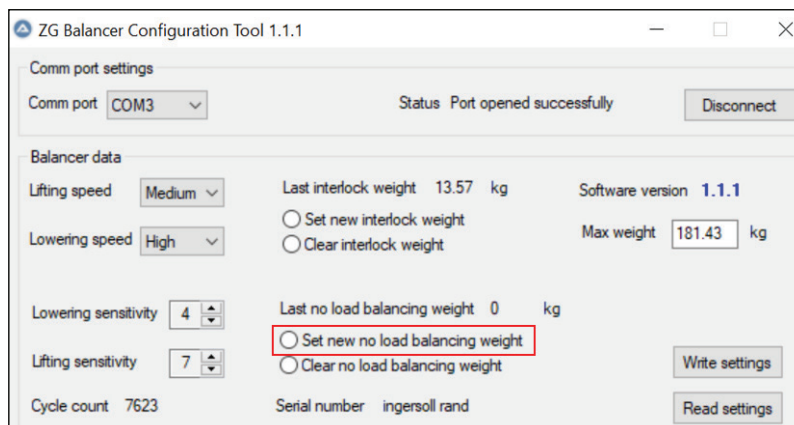 ZG Balancer Configuration Tool 1.1.1
Comm port settings
Comm port COM3 Status Port opened successfully Disconnect
Balancer data
Lifting speed Medium Last interlock weight 13.57 kg Software version 1.1.1
Set new interlock weight
Lowering speed High Clear interlock weight Max weight 181.43 kg
Lowering sensitivity 4 Last no load balancing weight 0 kg
Set new no load balancing weight
Lifting sensitivity 7 Clear no load balancing weight Write settings
Cycle count 7623 Serial number ingersoll rand Read settings